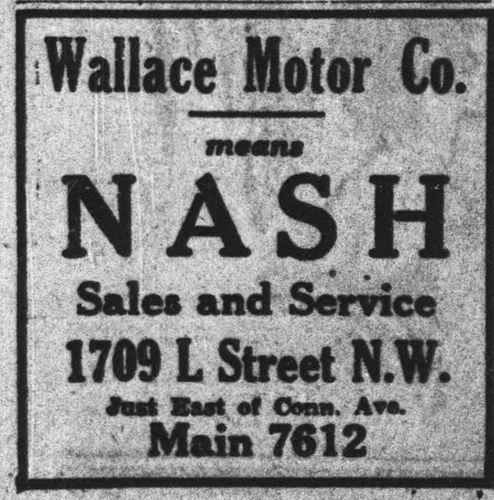 Wallace Motor Co.
means
NASH
Sales and Service
1709 L Street N.W.
Just East of Conn. Ave.
Main 7612